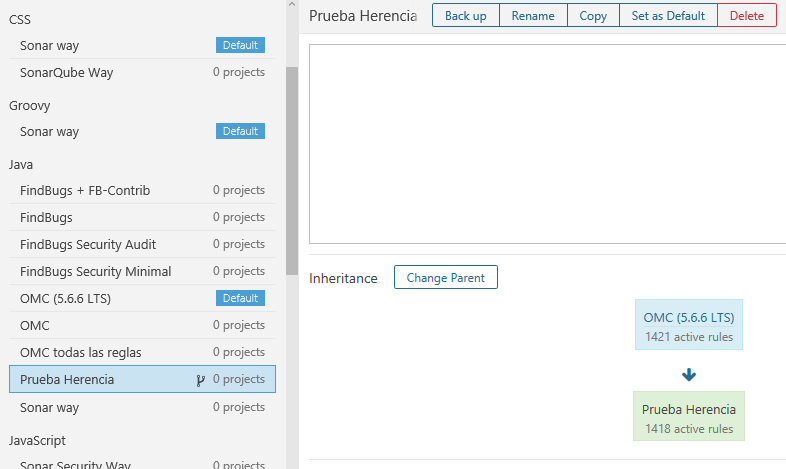 CSS
Sonar way Default
SonarQube Way 0 projects
Groovy
Sonar way Default
Java
FindBugs + FB-Contrib 0 projects
FindBugs 0 projects
FindBugs Security Audit 0 projects
FindBugs Security Minimal 0 projects
OMC (5.6.6 LTS) Default
OMC 0 projects
OMC todas las reglas 0 projects
Prueba Herencia 0 projects
Sonar way 0 projects
JavaScript
Sonar Security Way 0 projects
Prueba Herencia Back up Rename Copy Set as Default Delete
Inheritance Change Parent
OMC (5.6.6 LTS)
1421 active rules
Prueba Herencia
1418 active rules